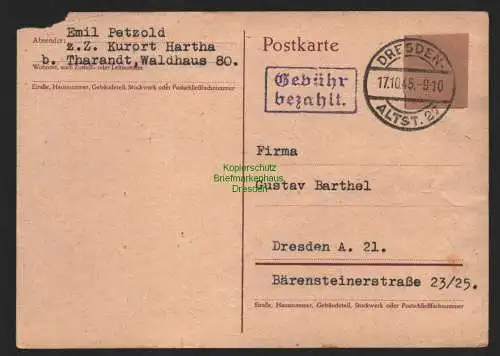 Absender: Emil Petzold
z.Z. Kurort Hartha
b. Tharandt,Waldhaus 80.
Wohnort, auch Zustell- oder Leitpostamt
Straße, Hausnummer, Gebäudeteil, Stockwerk oder Postschließfachnummer
Postkarte
Gebühr
bezahlt.
DRESDEN-
17.10.45.-9-10
ALTST. 27
Firma
Kopierschutz
Briefmarkenhaus
Dresden
Gustav Barthel
Dresden A. 21.
Bärensteinerstraße 23/25.
Straße, Hausnummer, Gebäudeteil, Stockwerk oder Postschließfachnummer